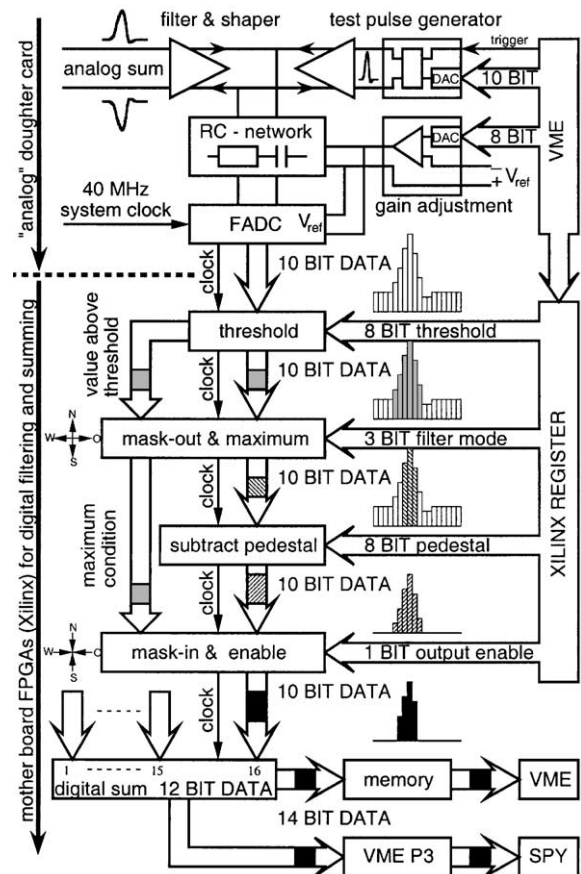 filter & shaper
test pulse generator
analog sum
trigger
DAC
10 BIT
RC - network
DAC
8 BIT
VME
− V
+ ref
gain adjustment
40 MHz
system clock
FADC
Vref
"analog" doughter card
clock
10 BIT DATA
threshold
8 BIT threshold
value above
threshold
clock
10 BIT DATA
N
W
O
S
mask-out & maximum
3 BIT filter mode
clock
10 BIT DATA
maximum
condition
subtract pedestal
8 BIT pedestal
XILINX REGISTER
clock
10 BIT DATA
N
W
O
S
mask-in & enable
1 BIT output enable
clock
10 BIT DATA
mother board FPGAs (Xilinx) for digital filtering and summing
1
15
16
digital sum
12 BIT DATA
memory
VME
14 BIT DATA
VME P3
SPY